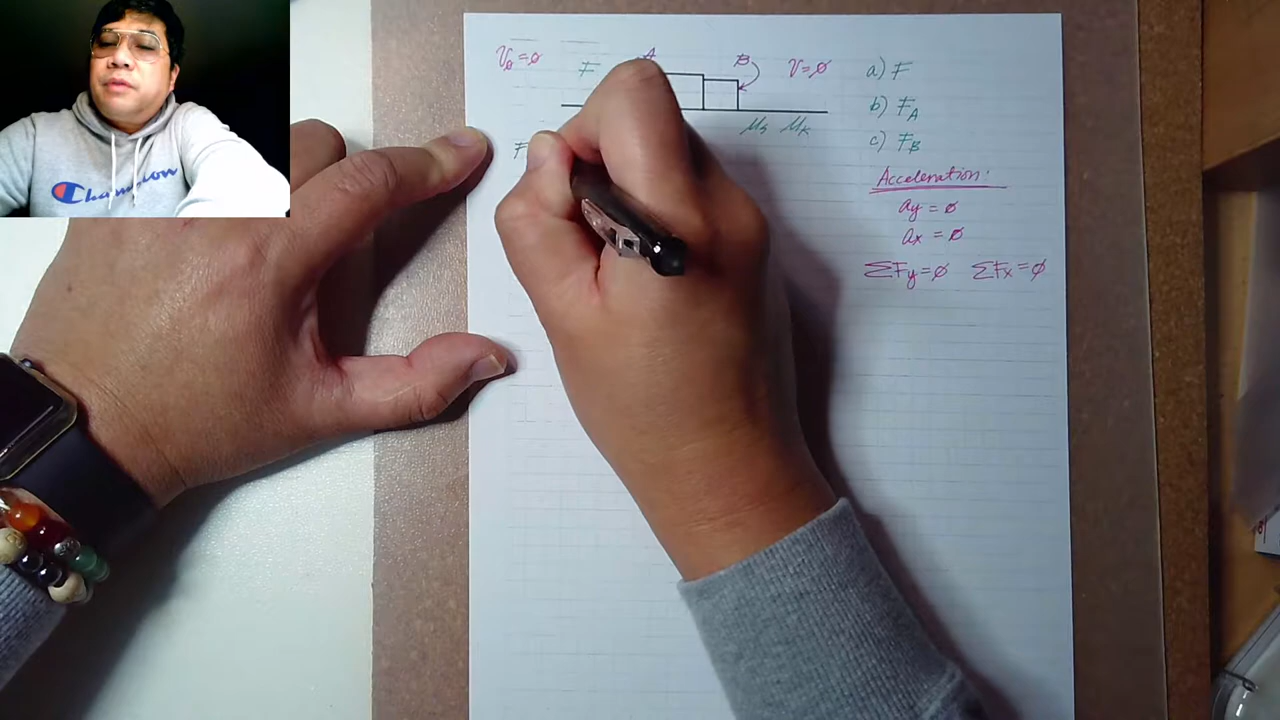 V₀=0 F A B V=0
μs μk
F
a) F
b) F_A
c) F_B
Acceleration:
ay = 0
ax = 0
ΣFy=0 ΣFx=0
Champion